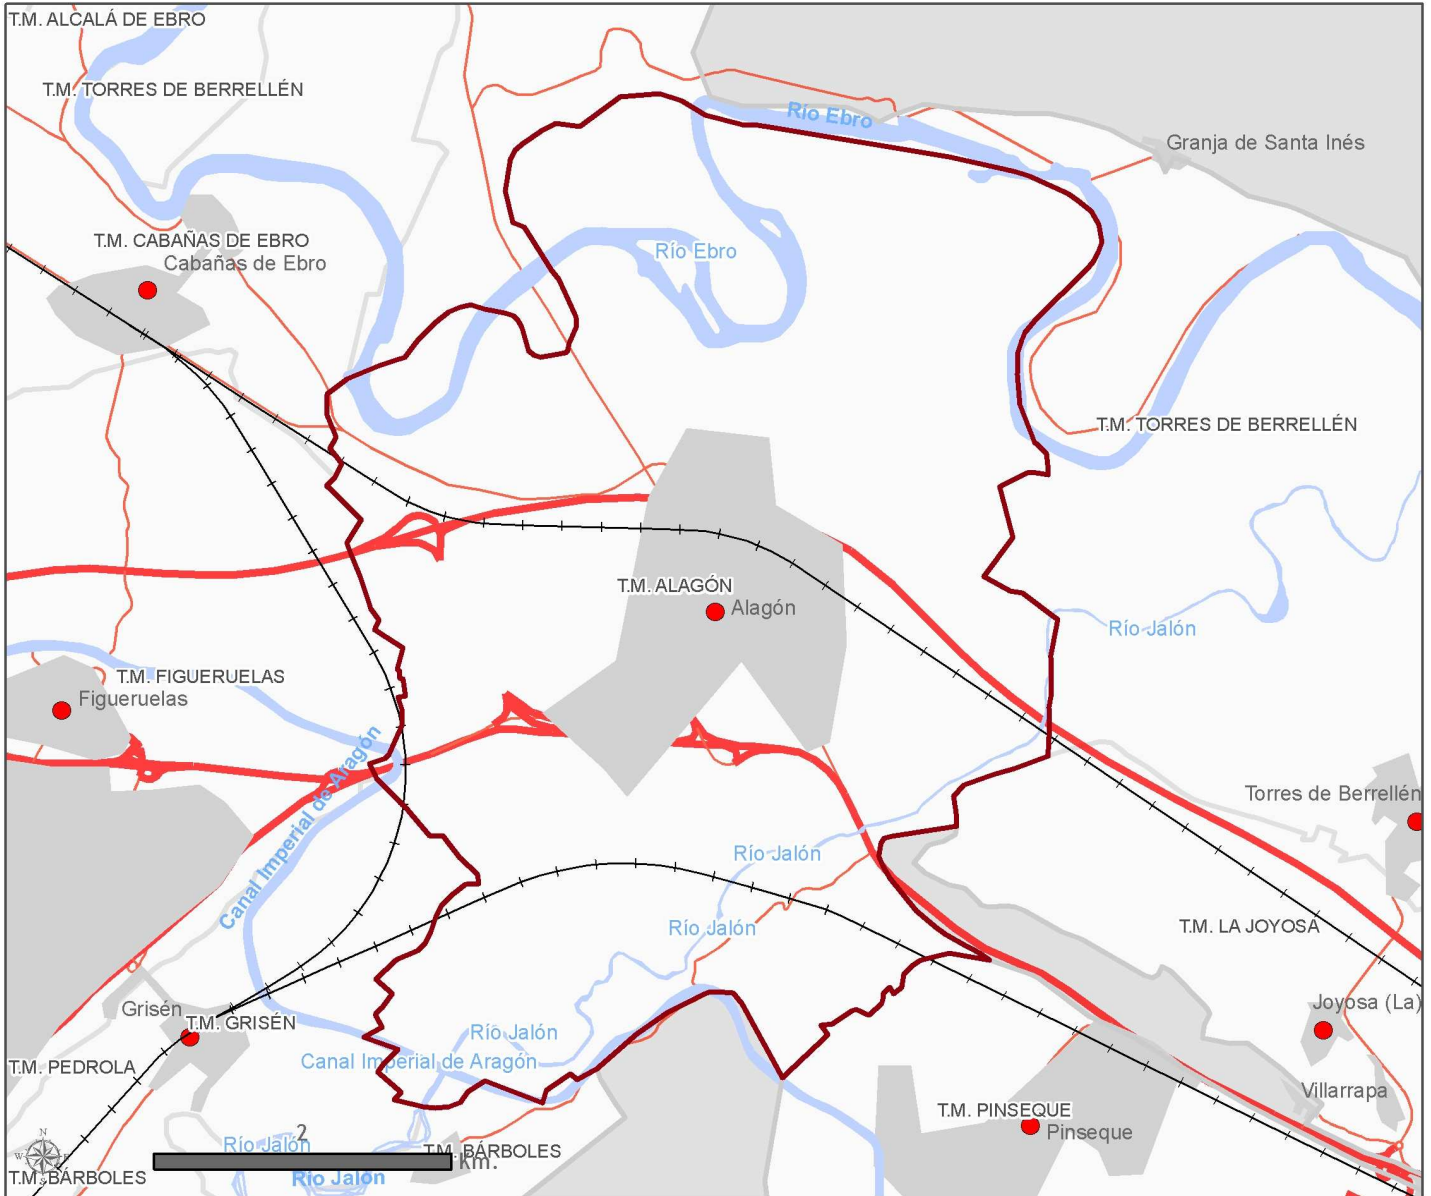 T.M. ALCALÁ DE EBRO
T.M. TORRES DE BERRELLÉN
Río Ebro
Granja de Santa Inés
T.M. CABAÑAS DE EBRO
Cabañas de Ebro
Río Ebro
T.M. TORRES DE BERRELLÉN
T.M. ALAGÓN
Alagón
Río Jalón
T.M. FIGUERUELAS
Figueruelas
Canal Imperial de Aragón
Torres de Berrellén
Río Jalón
Río Jalón
T.M. LA JOYOSA
Grisén
T.M. GRISÉN
Joyosa (La)
Río Jalón
Canal Imperial de Aragón
T.M. PEDROLA
Villarrapa
T.M. PINSEQUE
Pinseque
2
Río Jalón
T.M. BÁRBOLES
km.
N
W
T.M. BÁRBOLES
Río Jalón